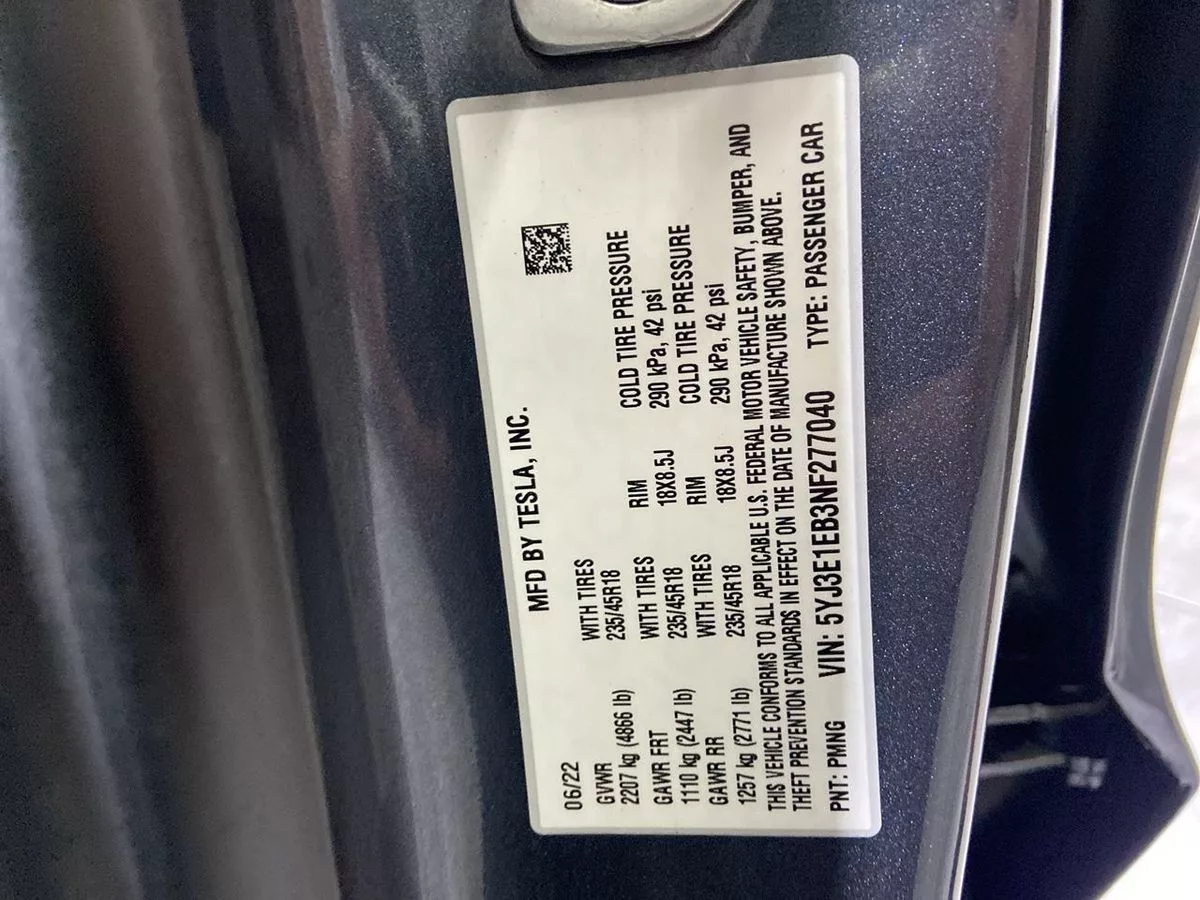 MFD BY TESLA, INC.
06/22
GVWR WITH TIRES RIM COLD TIRE PRESSURE
2207 kg (4866 lb) 235/45R18 18X8.5J 290 kPa, 42 psi
GAWR FRT WITH TIRES RIM COLD TIRE PRESSURE
1110 kg (2447 lb) 235/45R18 18X8.5J 290 kPa, 42 psi
GAWR RR WITH TIRES
1257 kg (2771 lb) 235/45R18
THIS VEHICLE CONFORMS TO ALL APPLICABLE U.S. FEDERAL MOTOR VEHICLE SAFETY, BUMPER, AND
THEFT PREVENTION STANDARDS IN EFFECT ON THE DATE OF MANUFACTURE SHOWN ABOVE.
PNT: PMNG VIN: 5YJ3E1EB3NF277040 TYPE: PASSENGER CAR